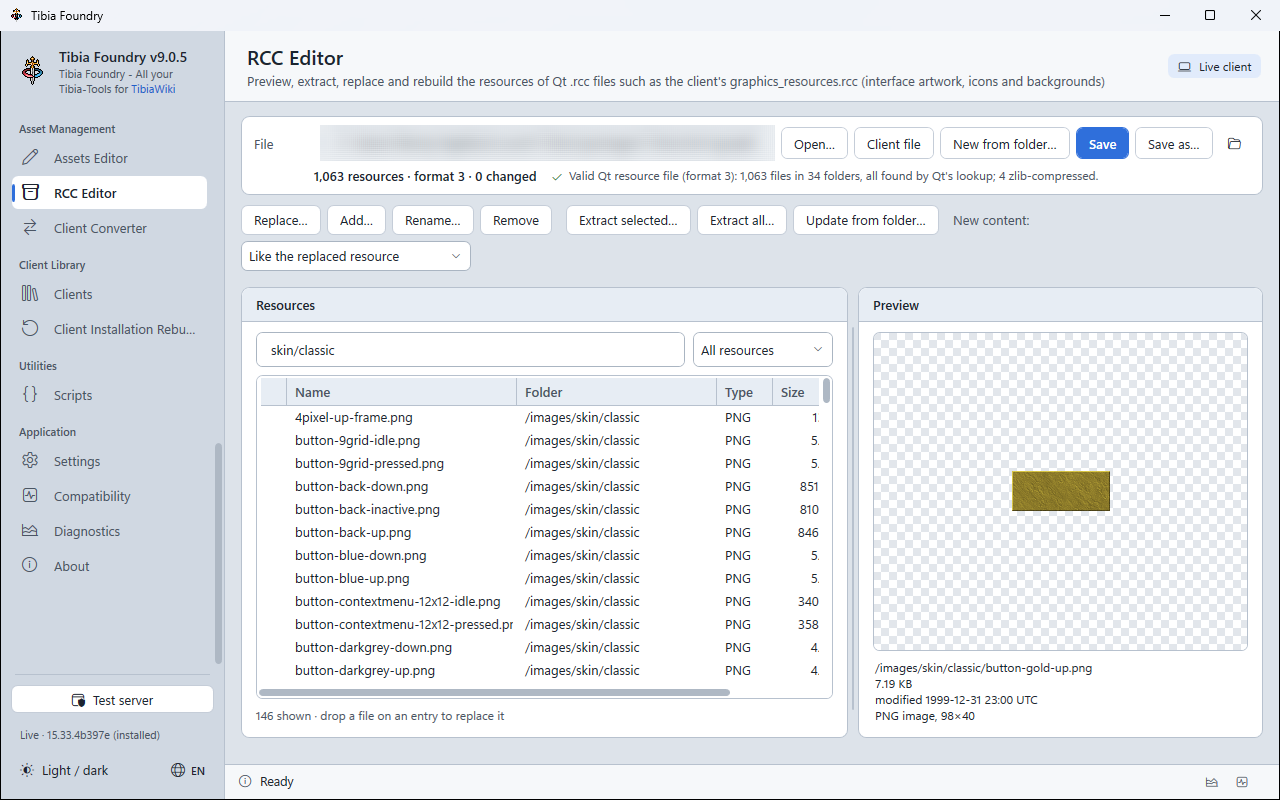 Tibia Foundry
Tibia Foundry v9.0.5
Tibia Foundry - All your
Tibia-Tools for TibiaWiki
Asset Management
Assets Editor
RCC Editor
Client Converter
Client Library
Clients
Client Installation Rebu...
Utilities
Scripts
Application
Settings
Compatibility
Diagnostics
About
Test server
Live · 15.33.4b397e (installed)
Light / dark
EN
RCC Editor
Preview, extract, replace and rebuild the resources of Qt .rcc files such as the client's graphics_resources.rcc (interface artwork, icons and backgrounds)
Live client
File
Open...
Client file
New from folder...
Save
Save as...
1,063 resources · format 3 · 0 changed
Valid Qt resource file (format 3): 1,063 files in 34 folders, all found by Qt's lookup; 4 zlib-compressed.
Replace...
Add...
Rename...
Remove
Extract selected...
Extract all...
Update from folder...
New content:
Like the replaced resource
Resources
skin/classic
All resources
Name Folder Type Size
4pixel-up-frame.png /images/skin/classic PNG 1.
button-9grid-idle.png /images/skin/classic PNG 5.
button-9grid-pressed.png /images/skin/classic PNG 5.
button-back-down.png /images/skin/classic PNG 851
button-back-inactive.png /images/skin/classic PNG 810
button-back-up.png /images/skin/classic PNG 846
button-blue-down.png /images/skin/classic PNG 5.
button-blue-up.png /images/skin/classic PNG 5.
button-contextmenu-12x12-idle.png /images/skin/classic PNG 340
button-contextmenu-12x12-pressed.pr /images/skin/classic PNG 358
button-darkgrey-down.png /images/skin/classic PNG 4.
button-darkgrey-up.png /images/skin/classic PNG 4.
146 shown · drop a file on an entry to replace it
Preview
/images/skin/classic/button-gold-up.png
7.19 KB
modified 1999-12-31 23:00 UTC
PNG image, 98×40
Ready